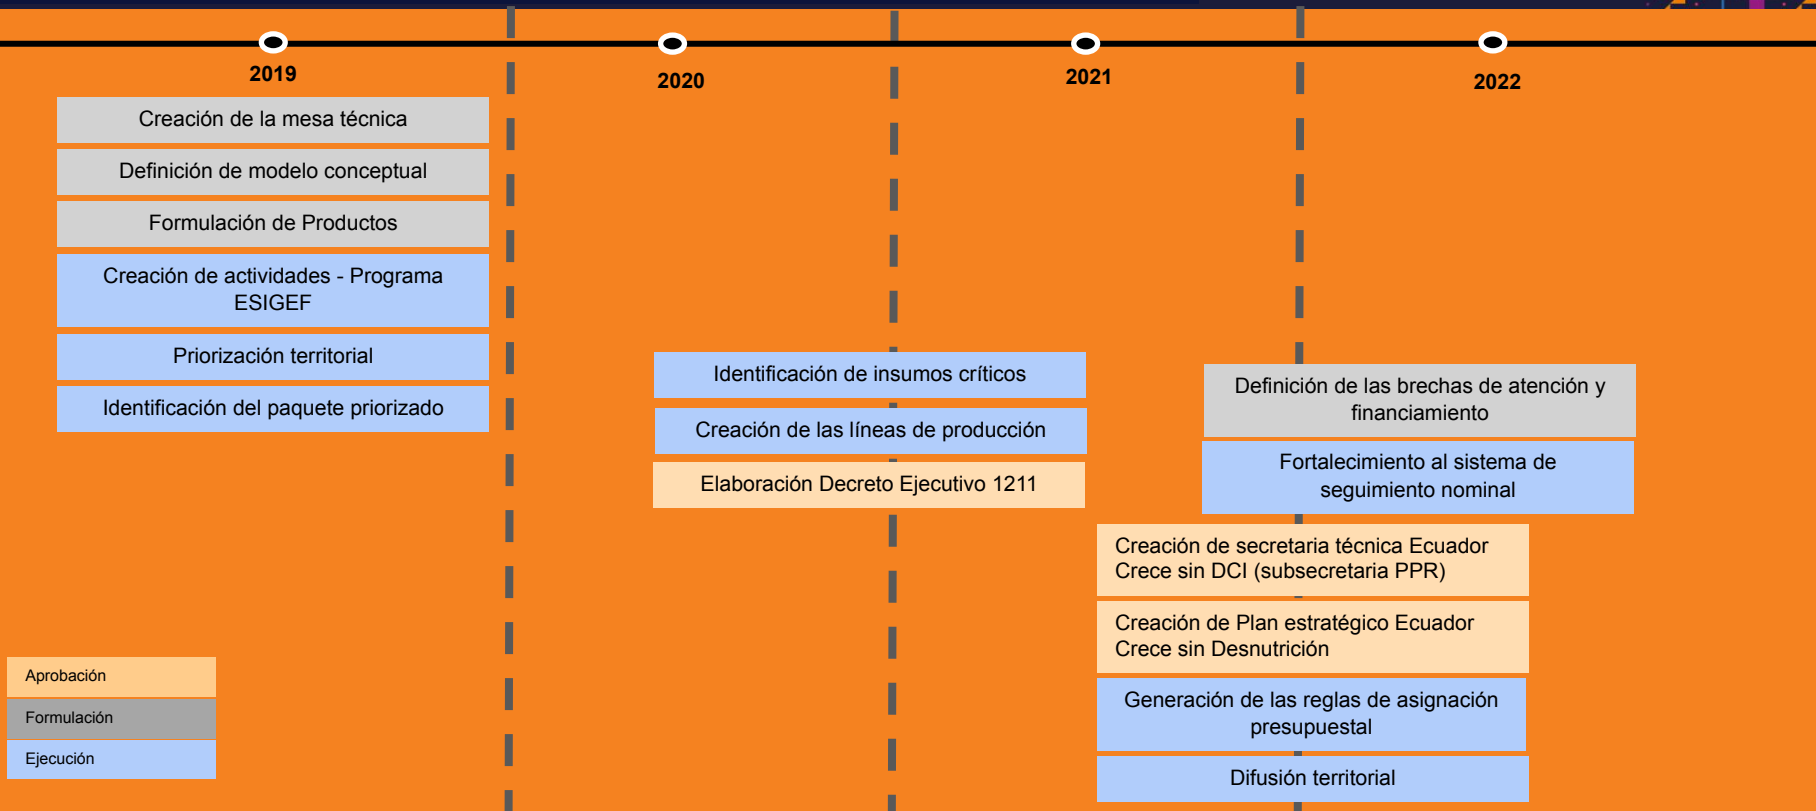 2019
2020
2021
2022
Creación de la mesa técnica
Definición de modelo conceptual
Formulación de Productos
Creación de actividades - Programa
ESIGEF
Priorización territorial
Identificación del paquete priorizado
Identificación de insumos críticos
Creación de las líneas de producción
Elaboración Decreto Ejecutivo 1211
Definición de las brechas de atención y
financiamiento
Fortalecimiento al sistema de
seguimiento nominal
Creación de secretaria técnica Ecuador
Crece sin DCI (subsecretaria PPR)
Creación de Plan estratégico Ecuador
Crece sin Desnutrición
Generación de las reglas de asignación
presupuestal
Difusión territorial
Aprobación
Formulación
Ejecución